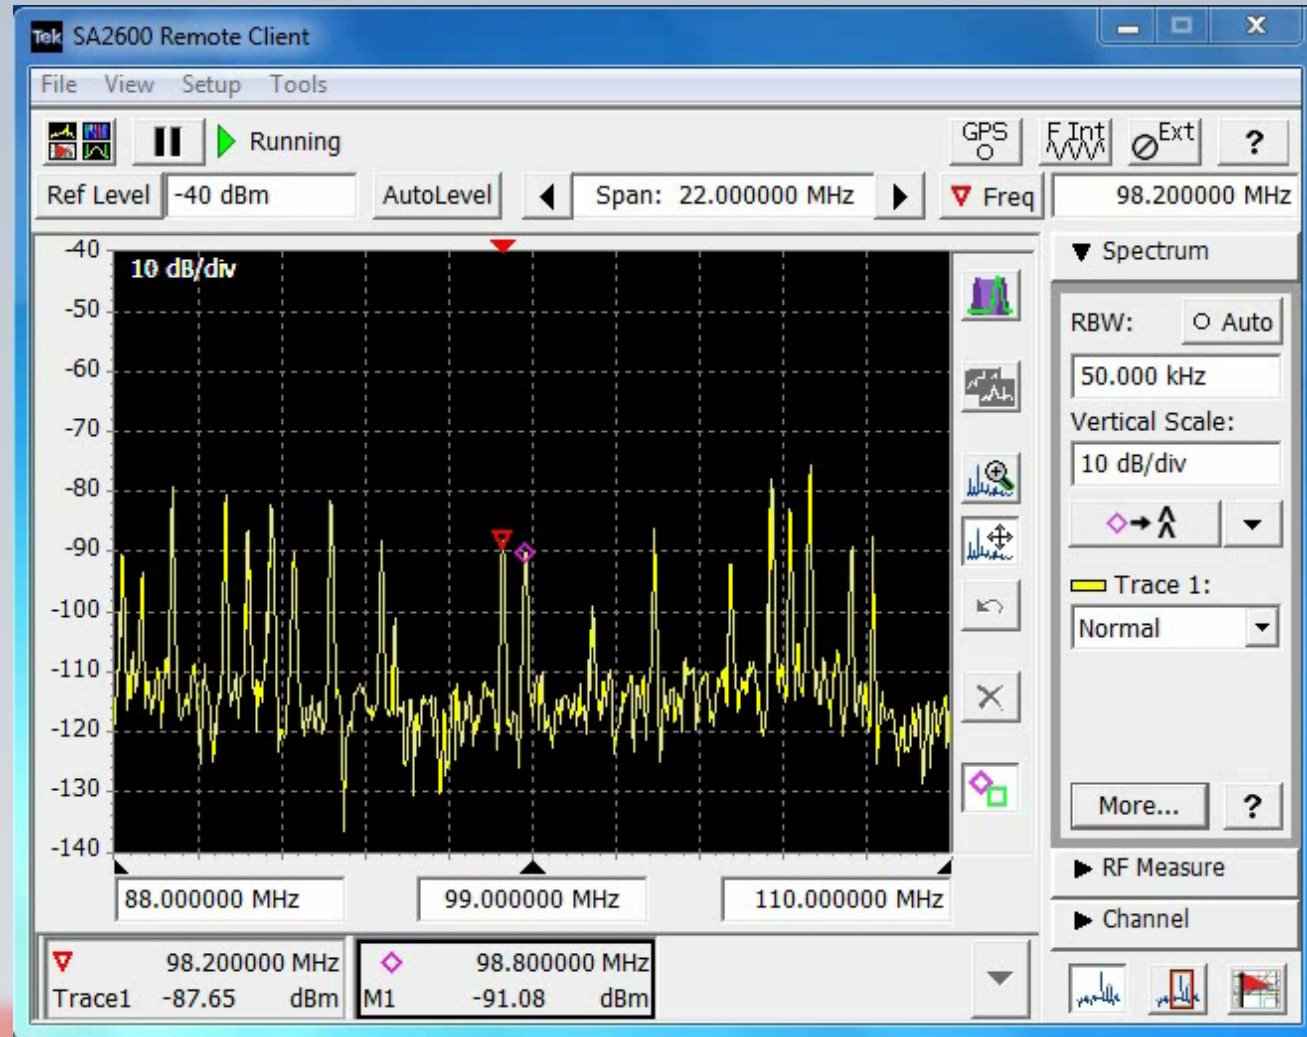 Tek SA2600 Remote Client
File View Setup Tools
Running
GPS
F Int
Ext
?
Ref Level -40 dBm AutoLevel Span: 22.000000 MHz Freq 98.200000 MHz
10 dB/div
-40
-50
-60
-70
-80
-90
-100
-110
-120
-130
-140
88.000000 MHz 99.000000 MHz 110.000000 MHz
98.200000 MHz
Trace1 -87.65 dBm
98.800000 MHz
M1 -91.08 dBm
Spectrum
RBW: Auto
50.000 kHz
Vertical Scale:
10 dB/div
Trace 1:
Normal
More... ?
RF Measure
Channel